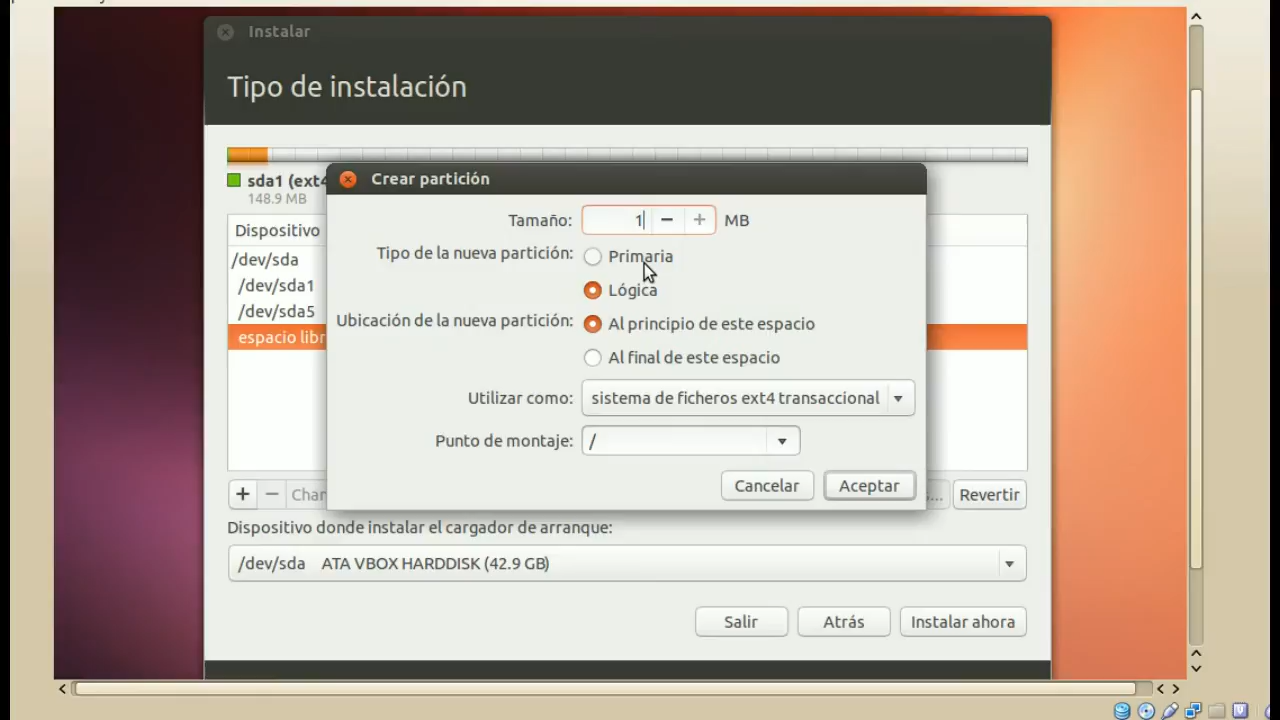 Instalar
Tipo de instalación
sda1 (ext4
148.9 MB
Crear partición
Tamaño: 1 MB
Tipo de la nueva partición: Primaria
Lógica
Ubicación de la nueva partición: Al principio de este espacio
Al final de este espacio
Utilizar como: sistema de ficheros ext4 transaccional
Punto de montaje: /
Cancelar Aceptar
Dispositivo
/dev/sda
/dev/sda1
/dev/sda5
espacio libr
+ − Chan ... Revertir
Dispositivo donde instalar el cargador de arranque:
/dev/sda ATA VBOX HARDDISK (42.9 GB)
Salir Atrás Instalar ahora